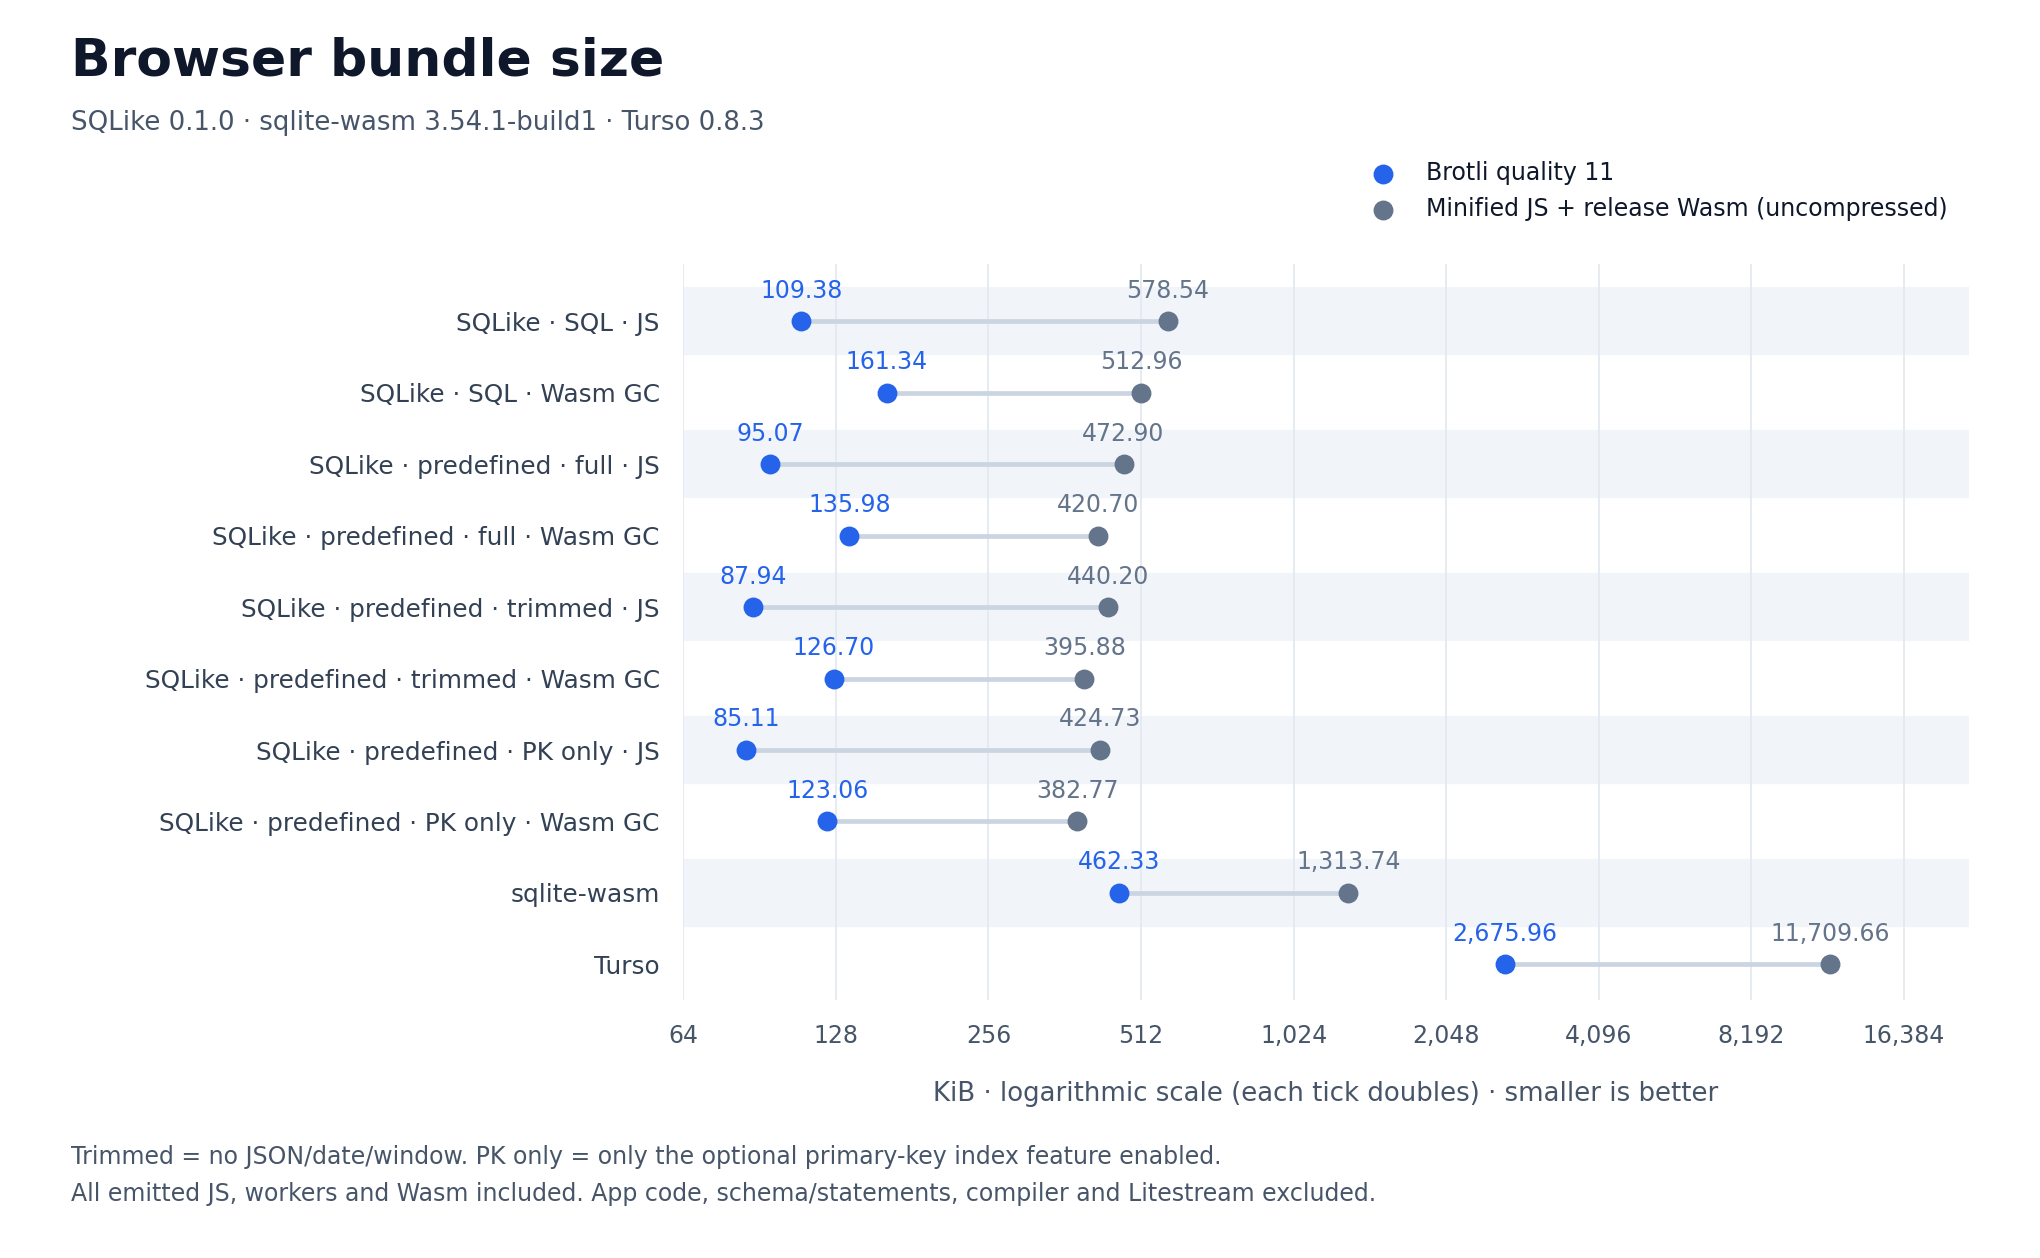 Browser bundle size
SQLike 0.1.0 · sqlite-wasm 3.54.1-build1 · Turso 0.8.3
Brotli quality 11
Minified JS + release Wasm (uncompressed)
109.38 578.54
SQLike · SQL · JS
161.34 512.96
SQLike · SQL · Wasm GC
95.07 472.90
SQLike · predefined · full · JS
135.98 420.70
SQLike · predefined · full · Wasm GC
87.94 440.20
SQLike · predefined · trimmed · JS
126.70 395.88
SQLike · predefined · trimmed · Wasm GC
85.11 424.73
SQLike · predefined · PK only · JS
123.06 382.77
SQLike · predefined · PK only · Wasm GC
462.33 1,313.74
sqlite-wasm
2,675.96 11,709.66
Turso
64 128 256 512 1,024 2,048 4,096 8,192 16,384
KiB · logarithmic scale (each tick doubles) · smaller is better
Trimmed = no JSON/date/window. PK only = only the optional primary-key index feature enabled.
All emitted JS, workers and Wasm included. App code, schema/statements, compiler and Litestream excluded.